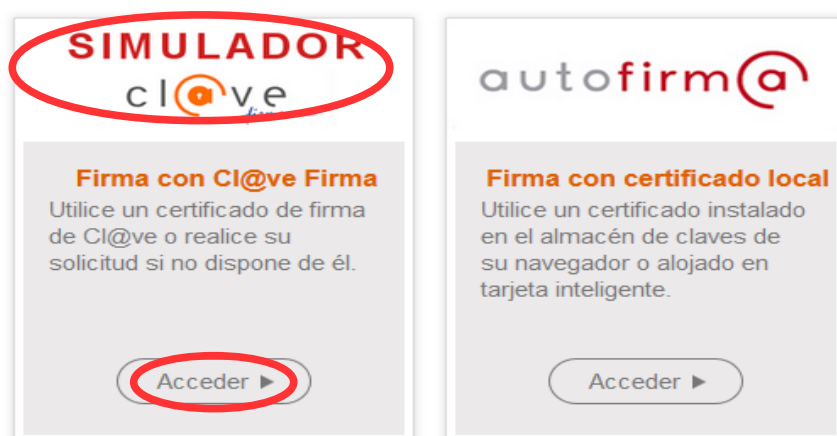 SIMULADOR
cl@ve
firma
Firma con Cl@ve Firma
Utilice un certificado de firma
de Cl@ve o realice su
solicitud si no dispone de él.
Acceder ▶
autofirm@
Firma con certificado local
Utilice un certificado instalado
en el almacén de claves de
su navegador o alojado en
tarjeta inteligente.
Acceder ▶